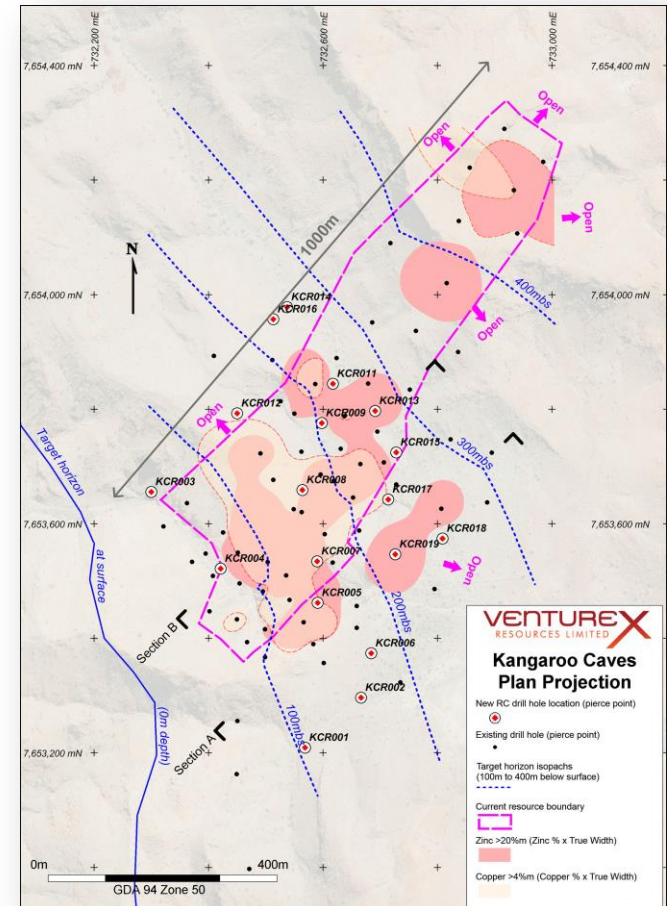 732,200 mE
732,600 mE
733,000 mE
7,654,400 mN
7,654,400 mN
Open
Open
Open
Open
1000m
N
400mbs
7,654,000 mN
7,654,000 mN
KCR014
KCR016
KCR011
KCR012
KCR013
KCR009
Open
KCR015
300mbs
KCR003
KCR008
KCR017
Target horizon
at surface
(0m depth)
7,653,600 mN
7,653,600 mN
KCR018
KCR007
KCR019
KCR004
Open
KCR005
200mbs
Section B
KCR006
KCR002
100mbs
Section A
KCR001
7,653,200 mN
0m
400m
GDA 94 Zone 50
VENTUREX
RESOURCES LIMITED
Kangaroo Caves
Plan Projection
New RC drill hole location (pierce point)
Existing drill hole (pierce point)
Target horizon isopachs
(100m to 400m below surface)
Current resource boundary
Zinc >20%m (Zinc % x True Width)
Copper >4%m (Copper % x True Width)